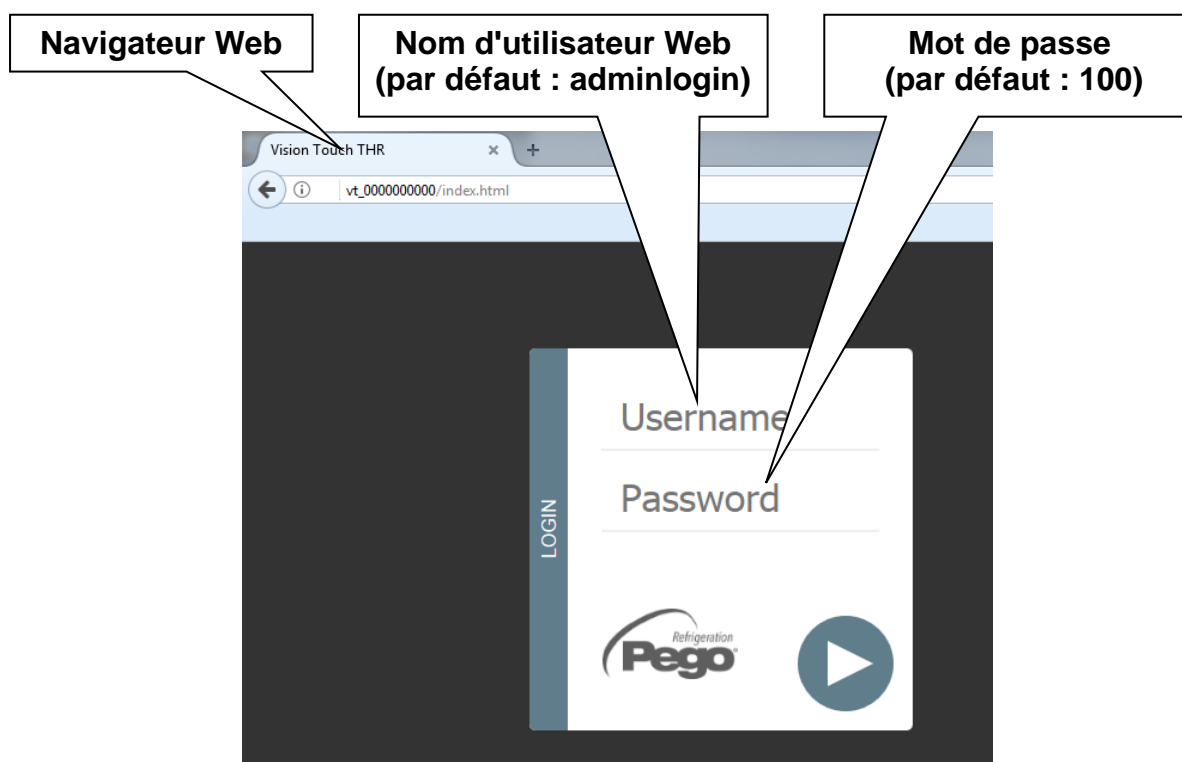 Navigateur Web
Nom d'utilisateur Web
(par défaut : adminlogin)
Mot de passe
(par défaut : 100)
Vision Touch THR × +
vt_0000000000/index.html
LOGIN
Username
Password
Refrigeration
Pego